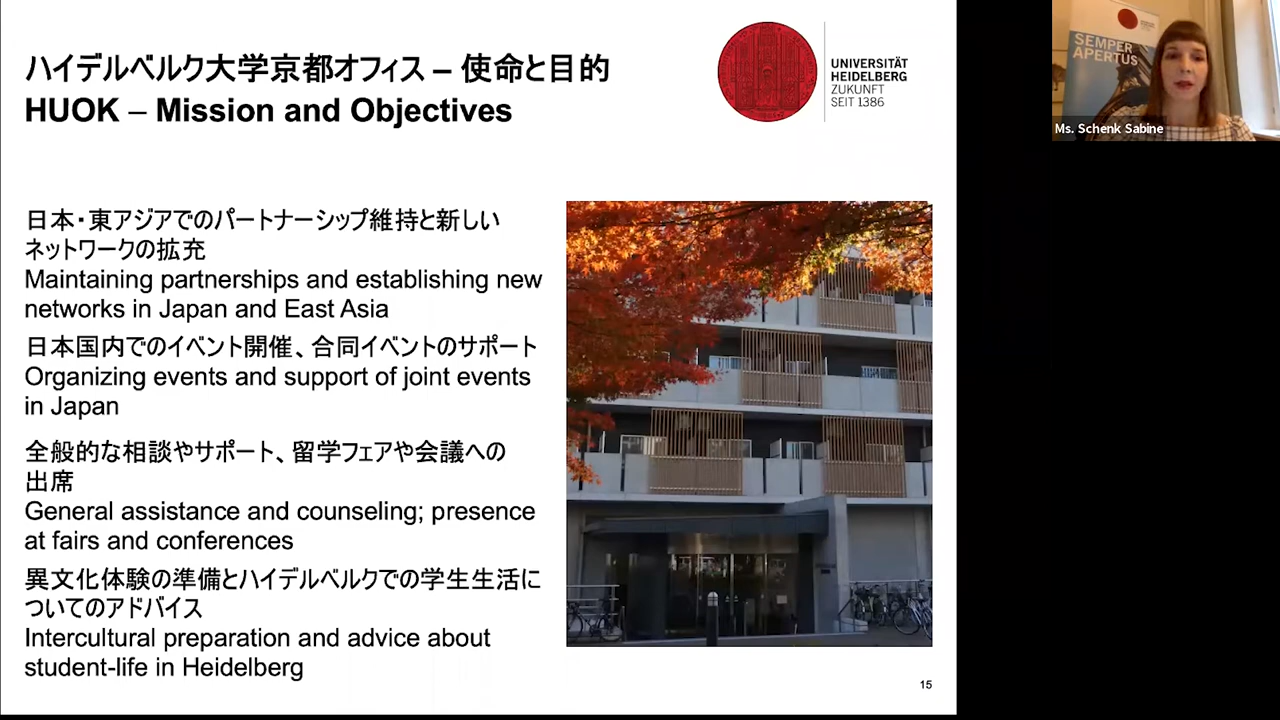 ハイデルベルク大学京都オフィス – 使命と目的
HUOK – Mission and Objectives
UNIVERSITÄT
HEIDELBERG
ZUKUNFT
SEIT 1386
日本・東アジアでのパートナーシップ維持と新しい
ネットワークの拡充
Maintaining partnerships and establishing new
networks in Japan and East Asia
日本国内でのイベント開催、合同イベントのサポート
Organizing events and support of joint events
in Japan
全般的な相談やサポート、留学フェアや会議への
出席
General assistance and counseling; presence
at fairs and conferences
異文化体験の準備とハイデルベルクでの学生生活に
ついてのアドバイス
Intercultural preparation and advice about
student-life in Heidelberg
15
SEMPER
APERTUS
Ms. Schenk Sabine